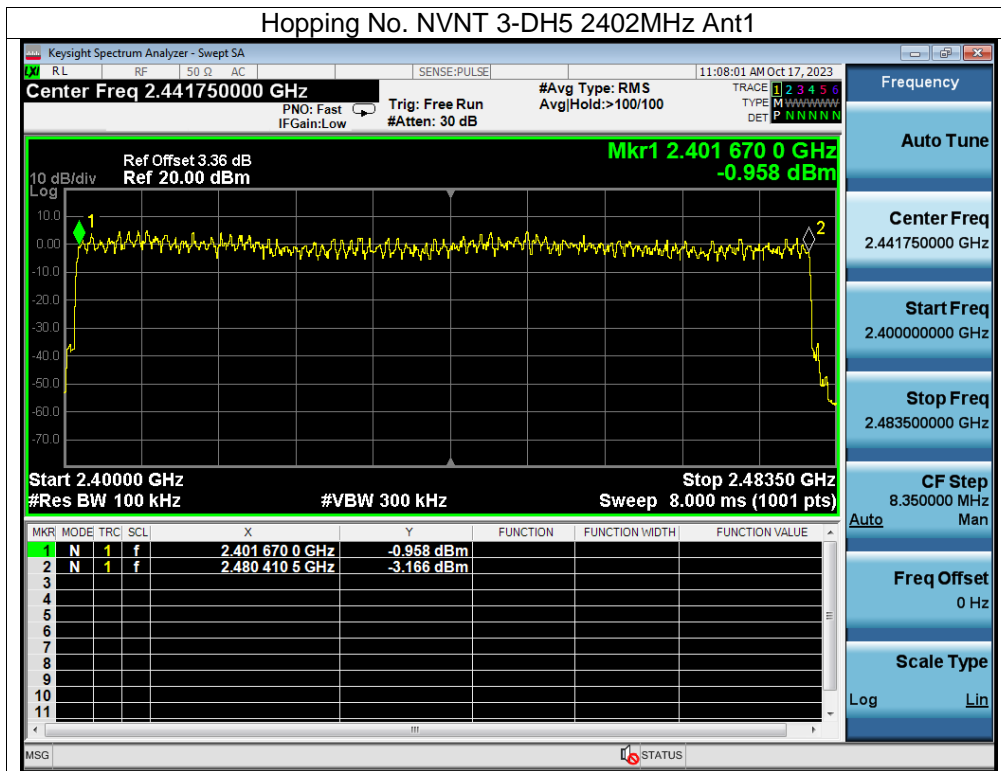 Hopping No. NVNT 3-DH5 2402MHz Ant1
Keysight Spectrum Analyzer - Swept SA
LXI RL RF 50 Ω AC SENSE:PULSE 11:08:01 AM Oct 17, 2023
Center Freq 2.441750000 GHz #Avg Type: RMS TRACE 1 2 3 4 5 6
PNO: Fast Trig: Free Run Avg|Hold:>100/100 TYPE M WWWWW
IFGain:Low #Atten: 30 dB DET P N N N N N
Mkr1 2.401 670 0 GHz
Ref Offset 3.36 dB
10 dB/div Ref 20.00 dBm -0.958 dBm
Log
10.0
0.00
-10.0
-20.0
-30.0
-40.0
-50.0
-60.0
-70.0
1
2
Start 2.40000 GHz Stop 2.48350 GHz
#Res BW 100 kHz #VBW 300 kHz Sweep 8.000 ms (1001 pts)
MKR MODE TRC SCL X Y FUNCTION FUNCTION WIDTH FUNCTION VALUE
1 N 1 f 2.401 670 0 GHz -0.958 dBm
2 N 1 f 2.480 410 5 GHz -3.166 dBm
3
4
5
6
7
8
9
10
11
MSG STATUS
Frequency
Auto Tune
Center Freq
2.441750000 GHz
Start Freq
2.400000000 GHz
Stop Freq
2.483500000 GHz
CF Step
8.350000 MHz
Auto Man
Freq Offset
0 Hz
Scale Type
Log Lin